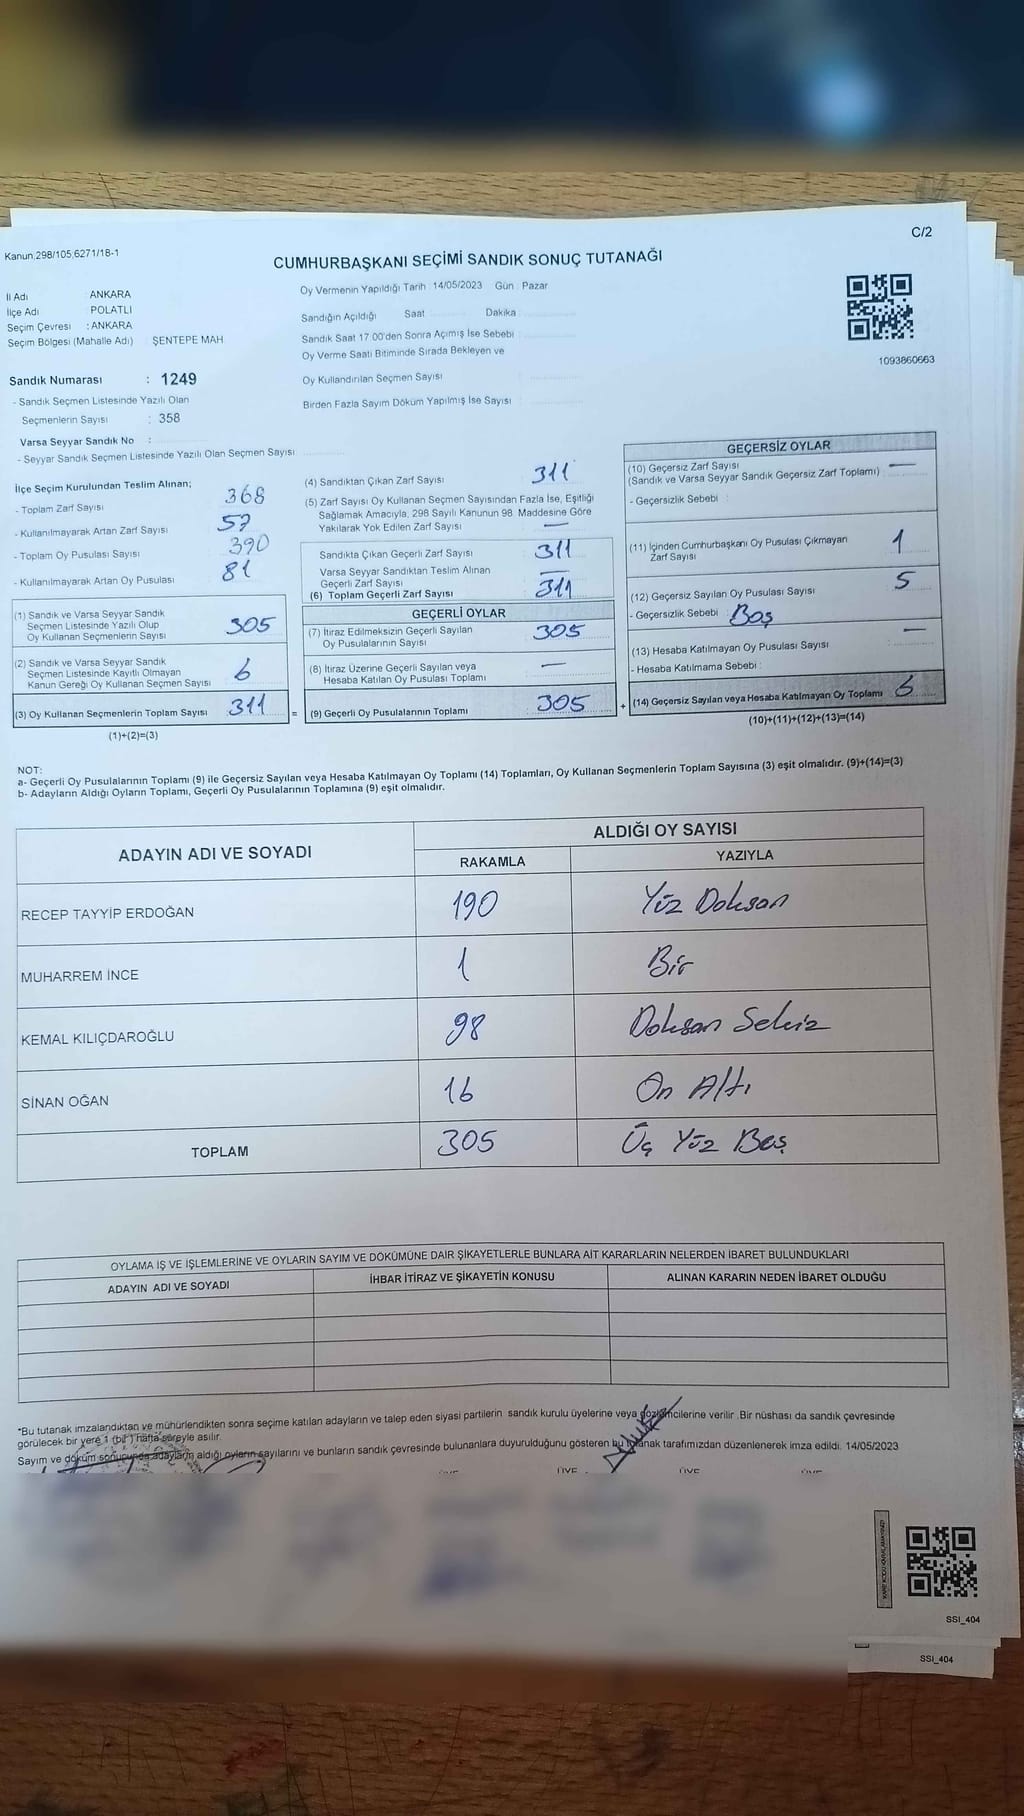 C/2
Kanun;298/105;6271/18-1
CUMHURBAŞKANI SEÇİMİ SANDIK SONUÇ TUTANAĞI
İl Adı ANKARA
İlçe Adı POLATLI
Seçim Çevresi : ANKARA
Seçim Bölgesi (Mahalle Adı) : ŞENTEPE MAH
Oy Vermenin Yapıldığı Tarih : 14/05/2023 Gün : Pazar
Sandığın Açıldığı Saat Dakika
Sandık Saat 17:00'den Sonra Açımış İse Sebebi
Oy Verme Saati Bitiminde Sırada Bekleyen ve
Oy Kullandırılan Seçmen Sayısı
Birden Fazla Sayım Döküm Yapılmış İse Sayısı
1093860663
Sandık Numarası : 1249
- Sandık Seçmen Listesinde Yazılı Olan
Seçmenlerin Sayısı : 358
Varsa Seyyar Sandık No :
- Seyyar Sandık Seçmen Listesinde Yazılı Olan Seçmen Sayısı
İlçe Seçim Kurulundan Teslim Alınan;
- Toplam Zarf Sayısı 368
- Kullanılmayarak Artan Zarf Sayısı 57
- Toplam Oy Pusulası Sayısı 390
- Kullanılmayarak Artan Oy Pusulası 81
(1) Sandık ve Varsa Seyyar Sandık
Seçmen Listesinde Yazılı Olup
Oy Kullanan Seçmenlerin Sayısı 305
(2) Sandık ve Varsa Seyyar Sandık
Seçmen Listesinde Kayıtlı Olmayan
Kanun Gereği Oy Kullanan Seçmen Sayısı 6
(3) Oy Kullanan Seçmenlerin Toplam Sayısı 311 =
(1)+(2)=(3)
(4) Sandıktan Çıkan Zarf Sayısı 311
(5) Zarf Sayısı Oy Kullanan Seçmen Sayısından Fazla İse, Eşitliği
Sağlamak Amacıyla, 298 Sayılı Kanunun 98. Maddesine Göre
Yakılarak Yok Edilen Zarf Sayısı —
Sandıkta Çıkan Geçerli Zarf Sayısı 311
Varsa Seyyar Sandıktan Teslim Alınan
Geçerli Zarf Sayısı —
(6) Toplam Geçerli Zarf Sayısı 311
GEÇERLİ OYLAR
(7) İtiraz Edilmeksizin Geçerli Sayılan
Oy Pusulalarının Sayısı 305
(8) İtiraz Üzerine Geçerli Sayılan veya
Hesaba Katılan Oy Pusulası Toplamı —
(9) Geçerli Oy Pusulalarının Toplamı 305 +
GEÇERSİZ OYLAR
(10) Geçersiz Zarf Sayısı —
(Sandık ve Varsa Seyyar Sandık Geçersiz Zarf Toplamı)
- Geçersizlik Sebebi :
(11) İçinden Cumhurbaşkanı Oy Pusulası Çıkmayan
Zarf Sayısı 1
(12) Geçersiz Sayılan Oy Pusulası Sayısı 5
- Geçersizlik Sebebi : Boş
(13) Hesaba Katılmayan Oy Pusulası Sayısı —
- Hesaba Katılmama Sebebi :
(14) Geçersiz Sayılan veya Hesaba Katılmayan Oy Toplamı 6
(10)+(11)+(12)+(13)=(14)
NOT:
a- Geçerli Oy Pusulalarının Toplamı (9) ile Geçersiz Sayılan veya Hesaba Katılmayan Oy Toplamı (14) Toplamları, Oy Kullanan Seçmenlerin Toplam Sayısına (3) eşit olmalıdır. (9)+(14)=(3)
b- Adayların Aldığı Oyların Toplamı, Geçerli Oy Pusulalarının Toplamına (9) eşit olmalıdır.
ADAYIN ADI VE SOYADI ALDIĞI OY SAYISI
RAKAMLA YAZIYLA
RECEP TAYYİP ERDOĞAN 190 Yüz Doksan
MUHARREM İNCE 1 Bir
KEMAL KILIÇDAROĞLU 98 Doksan Sekiz
SİNAN OĞAN 16 On Altı
TOPLAM 305 Üç Yüz Beş
OYLAMA İŞ VE İŞLEMLERİNE VE OYLARIN SAYIM VE DÖKÜMÜNE DAİR ŞİKAYETLERLE BUNLARA AİT KARARLARIN NELERDEN İBARET BULUNDUKLARI
ADAYIN ADI VE SOYADI İHBAR İTİRAZ VE ŞİKAYETİN KONUSU ALINAN KARARIN NEDEN İBARET OLDUĞU
*Bu tutanak imzalandıktan ve mühürlendikten sonra seçime katılan adayların ve talep eden siyasi partilerin sandık kurulu üyelerine veya gözlemcilerine verilir. Bir nüshası da sandık çevresinde
görülecek bir yere 1 (bir) hafta süreyle asılır.
Sayım ve döküm sonucunda adayların aldığı oyların sayılarını ve bunların sandık çevresinde bulunanlara duyurulduğunu gösteren bu tutanak tarafımızdan düzenlenerek imza edildi. 14/05/2023
ÜYE ÜYE ÜYE ÜYE
SSI_404
SSI_404